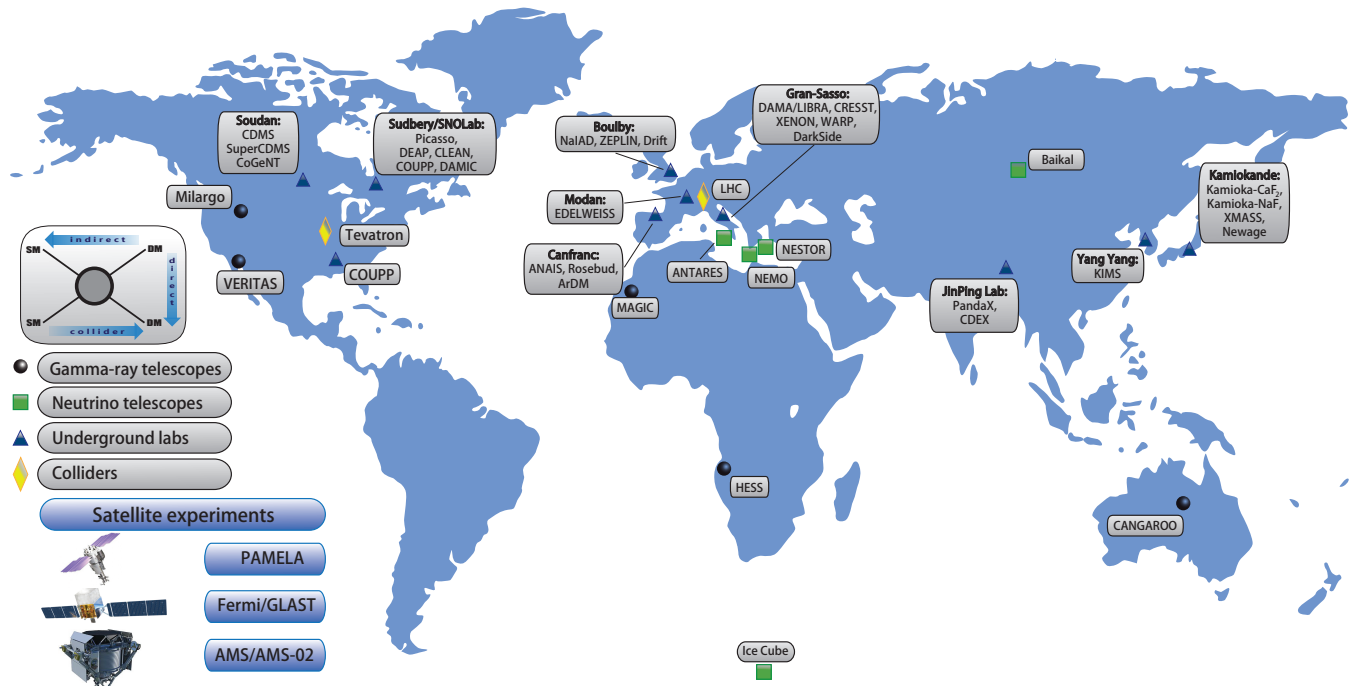 Soudan:
CDMS
SuperCDMS
CoGeNT
Sudbery/SNOLab:
Picasso,
DEAP, CLEAN,
COUPP, DAMIC
Boulby:
NaIAD, ZEPLIN, Drift
Gran-Sasso:
DAMA/LIBRA, CRESST,
XENON, WARP,
DarkSide
Baikal
Kamiokande:
Kamioka-CaF₂,
Kamioka-NaF,
XMASS,
Newage
Milargo
Modan:
EDELWEISS
LHC
Tevatron
VERITAS
COUPP
Canfranc:
ANAIS, Rosebud,
ArDM
ANTARES
NESTOR
NEMO
MAGIC
Yang Yang:
KIMS
JinPing Lab:
PandaX,
CDEX
SM
indirect
DM
direct
SM
collider
DM
Gamma-ray telescopes
Neutrino telescopes
Underground labs
Colliders
HESS
CANGAROO
Satellite experiments
PAMELA
Fermi/GLAST
AMS/AMS-02
Ice Cube